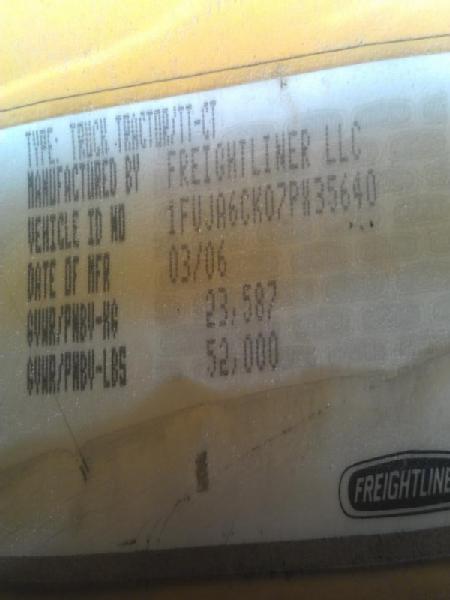 TYPE: TRUCK TRACTOR/TT-CT
MANUFACTURED BY FREIGHTLINER LLC
VEHICLE ID NO 1FUJA6CK07PW35640
DATE OF MFR 03/06
GVWR/PNBV-KG 23,587
GVWR/PNBV-LBS 52,000
FREIGHTLINE